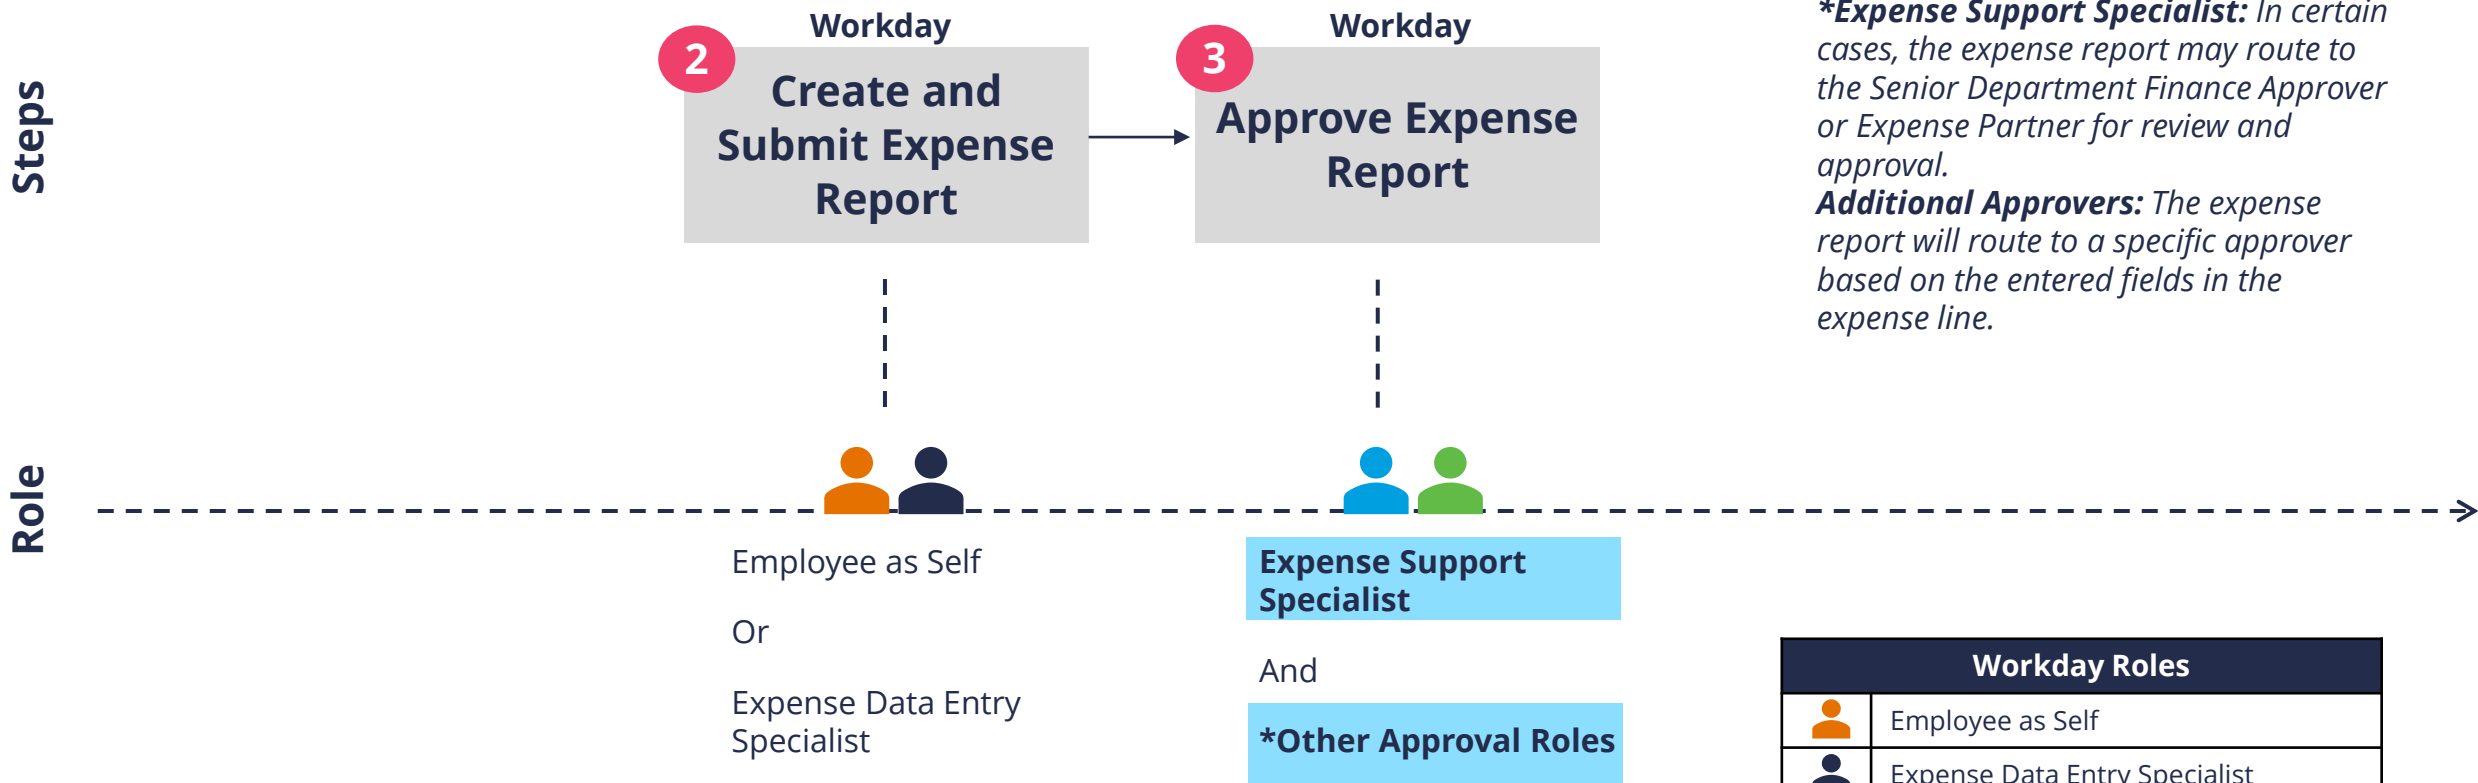 Steps
Workday
2
Create and
Submit Expense
Report
Workday
3
Approve Expense
Report
*Expense Support Specialist: In certain
cases, the expense report may route to
the Senior Department Finance Approver
or Expense Partner for review and
approval.
Additional Approvers: The expense
report will route to a specific approver
based on the entered fields in the
expense line.
Role
Employee as Self
Or
Expense Data Entry
Specialist
Expense Support
Specialist
And
*Other Approval Roles
Workday Roles
Employee as Self
Expense Data Entry Specialist